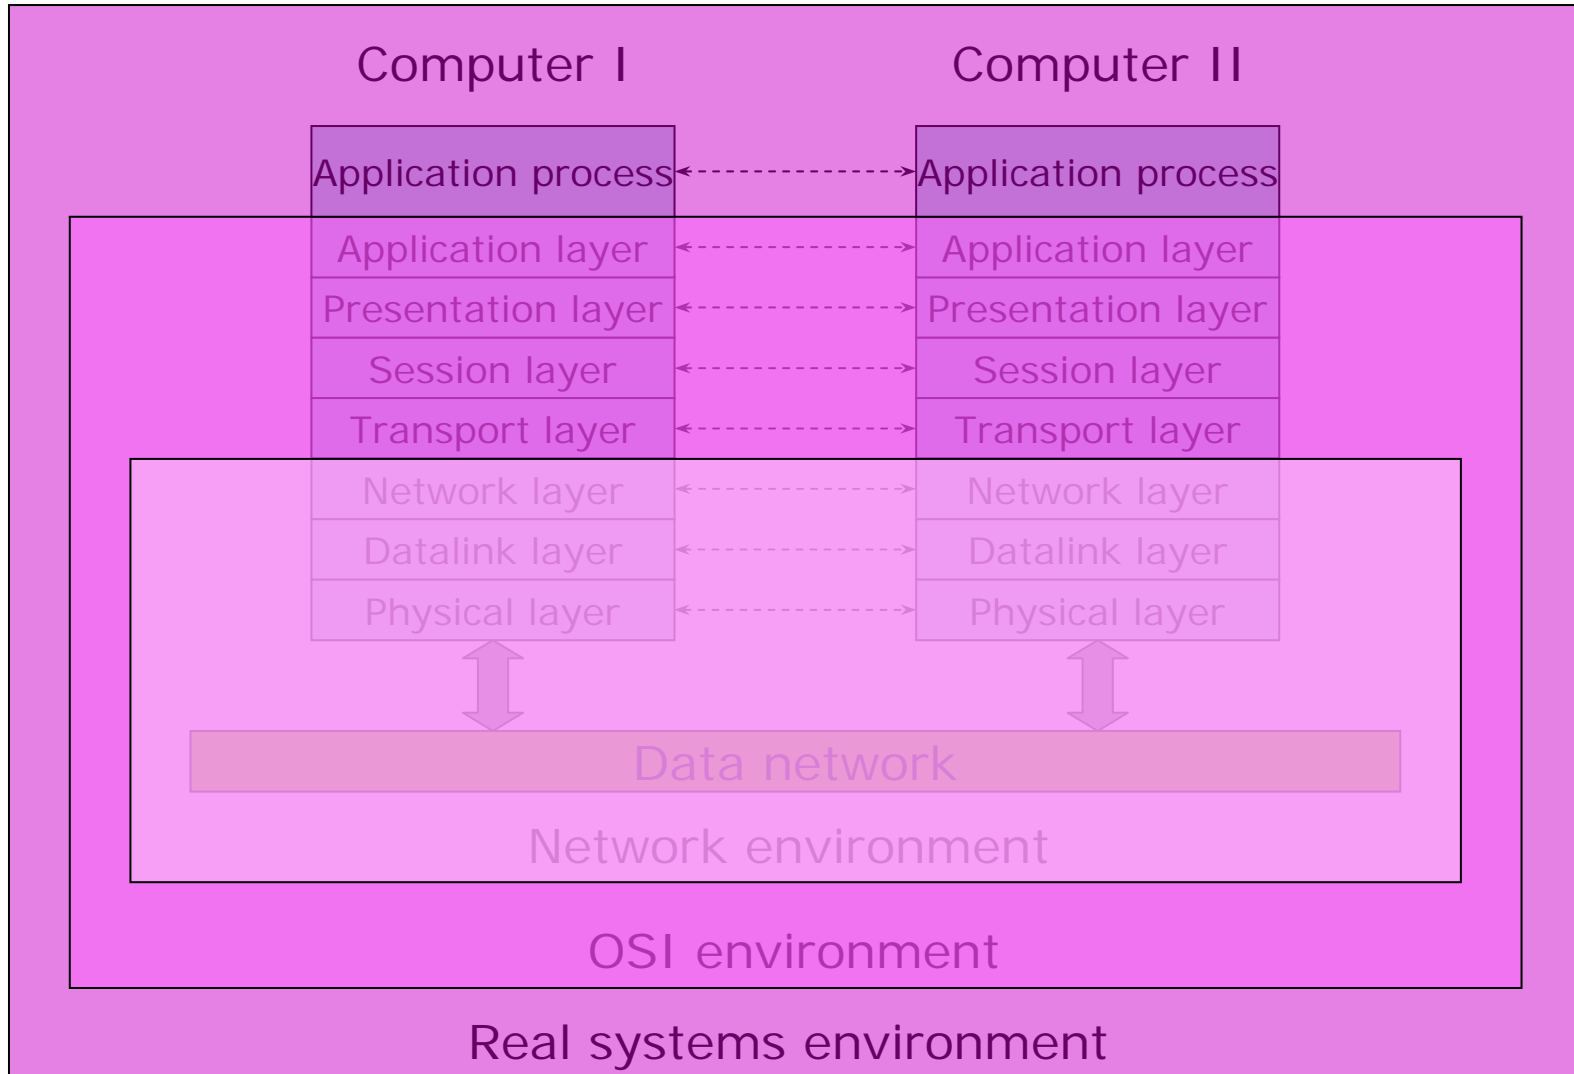 Computer I Computer II
Application process Application process
Application layer Application layer
Presentation layer Presentation layer
Session layer Session layer
Transport layer Transport layer
Network layer Network layer
Datalink layer Datalink layer
Physical layer Physical layer
Data network
Network environment
OSI environment
Real systems environment